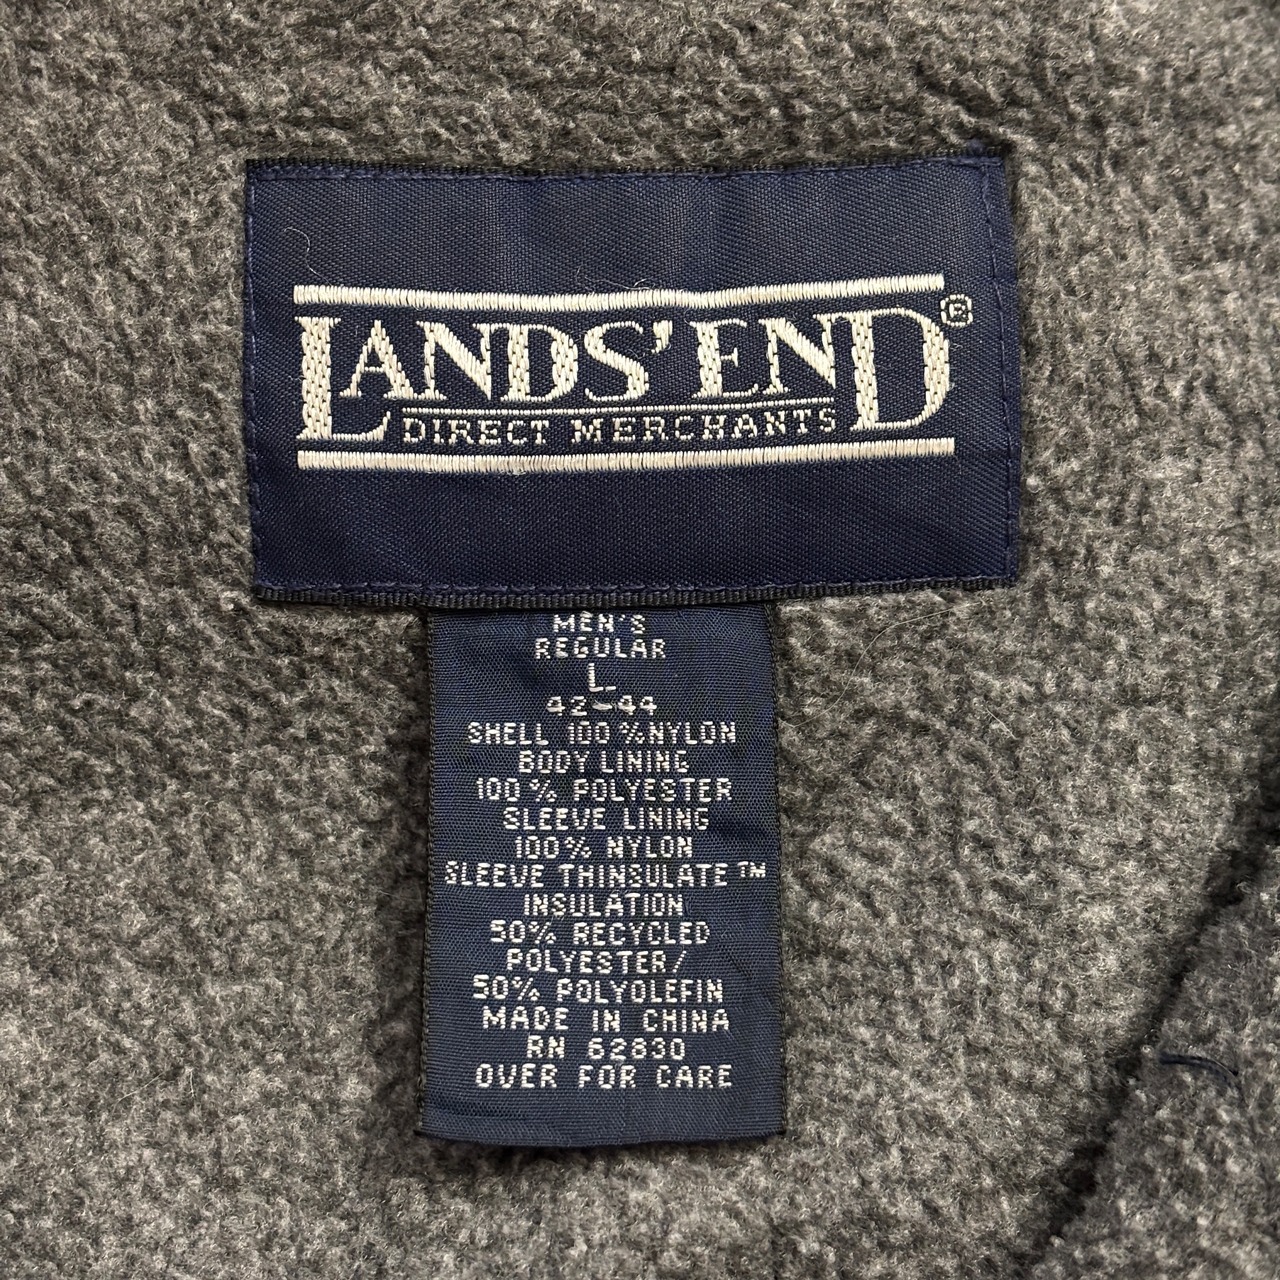 LANDS' END®
DIRECT MERCHANTS
MEN'S
REGULAR
L
42-44
SHELL 100% NYLON
BODY LINING
100% POLYESTER
SLEEVE LINING
100% NYLON
SLEEVE THINSULATE™
INSULATION
50% RECYCLED
POLYESTER/
50% POLYOLEFIN
MADE IN CHINA
RN 62830
OVER FOR CARE